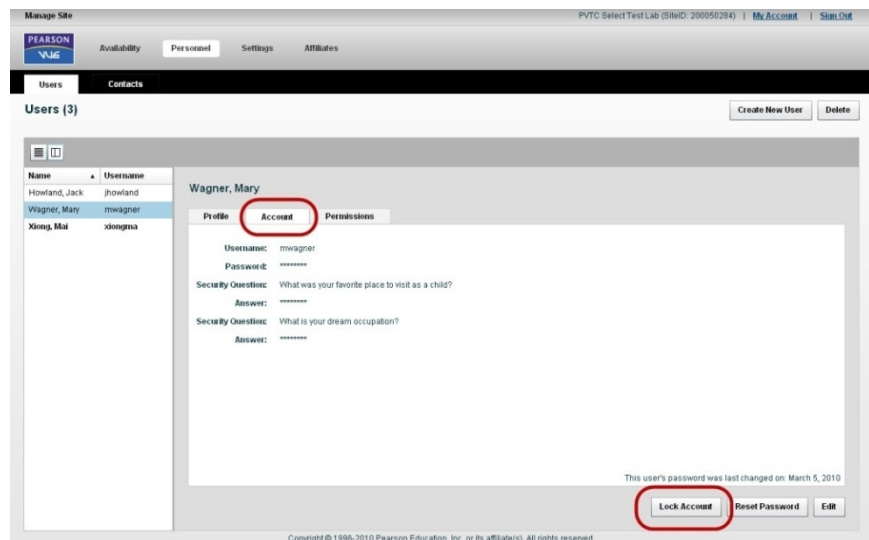 Manage Site
PVTC Select Test Lab (SiteID: 200050284) | My Account | Sign Out
PEARSON
VUE
Availability Personnel Settings Affiliates
Users Contacts
Users (3)
Create New User Delete
Name Username
Howland, Jack jhowland
Wagner, Mary mwagner
Xiong, Mai xiongma
Wagner, Mary
Profile Account Permissions
Username: mwagner
Password: ********
Security Question: What was your favorite place to visit as a child?
Answer: ********
Security Question: What is your dream occupation?
Answer: ********
This user's password was last changed on: March 5, 2010
Lock Account Reset Password Edit
Copyright © 1996-2010 Pearson Education, Inc. or its affiliate(s). All rights reserved.